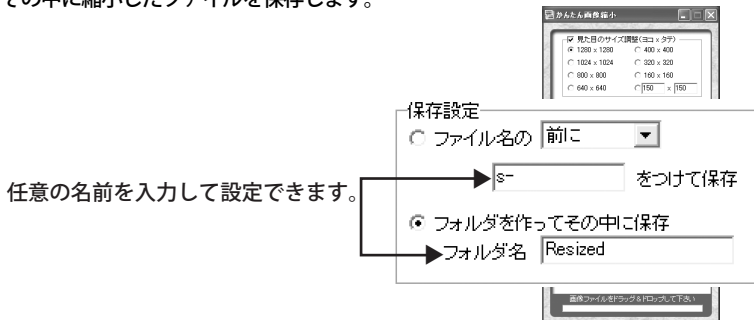 その中に縮小したファイルを保存します。
かんたん画像縮小
見た目のサイズ調整(ヨコ x タテ)
1280 x 1280
400 x 400
1024 x 1024
320 x 320
800 x 800
160 x 160
640 x 640
150 x 150
保存設定
ファイル名の 前に
s- をつけて保存
任意の名前を入力して設定できます。
フォルダを作ってその中に保存
フォルダ名 Resized
画像ファイルをドラッグ&ドロップして下さい